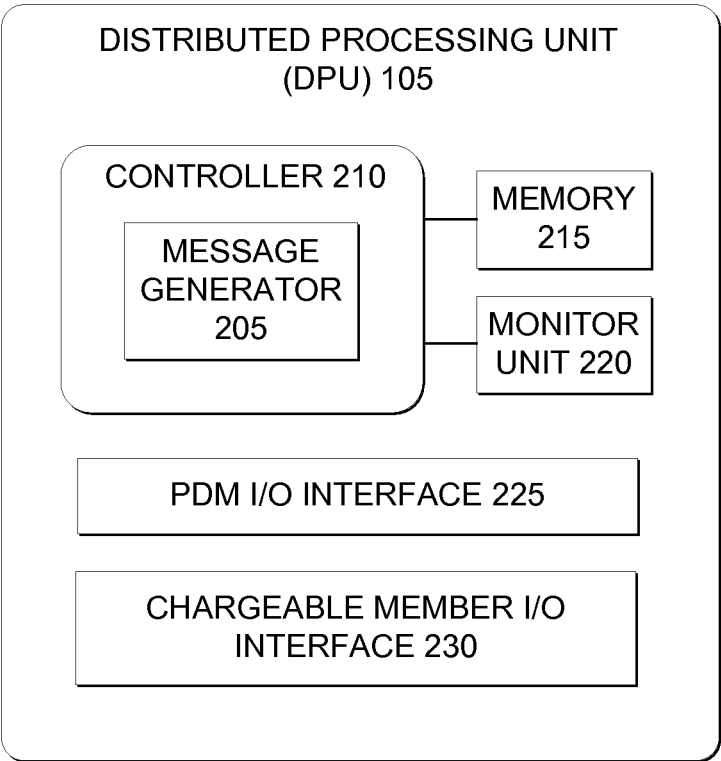 DISTRIBUTED PROCESSING UNIT
(DPU) 105
CONTROLLER 210
MESSAGE
GENERATOR
205
MEMORY
215
MONITOR
UNIT 220
PDM I/O INTERFACE 225
CHARGEABLE MEMBER I/O
INTERFACE 230